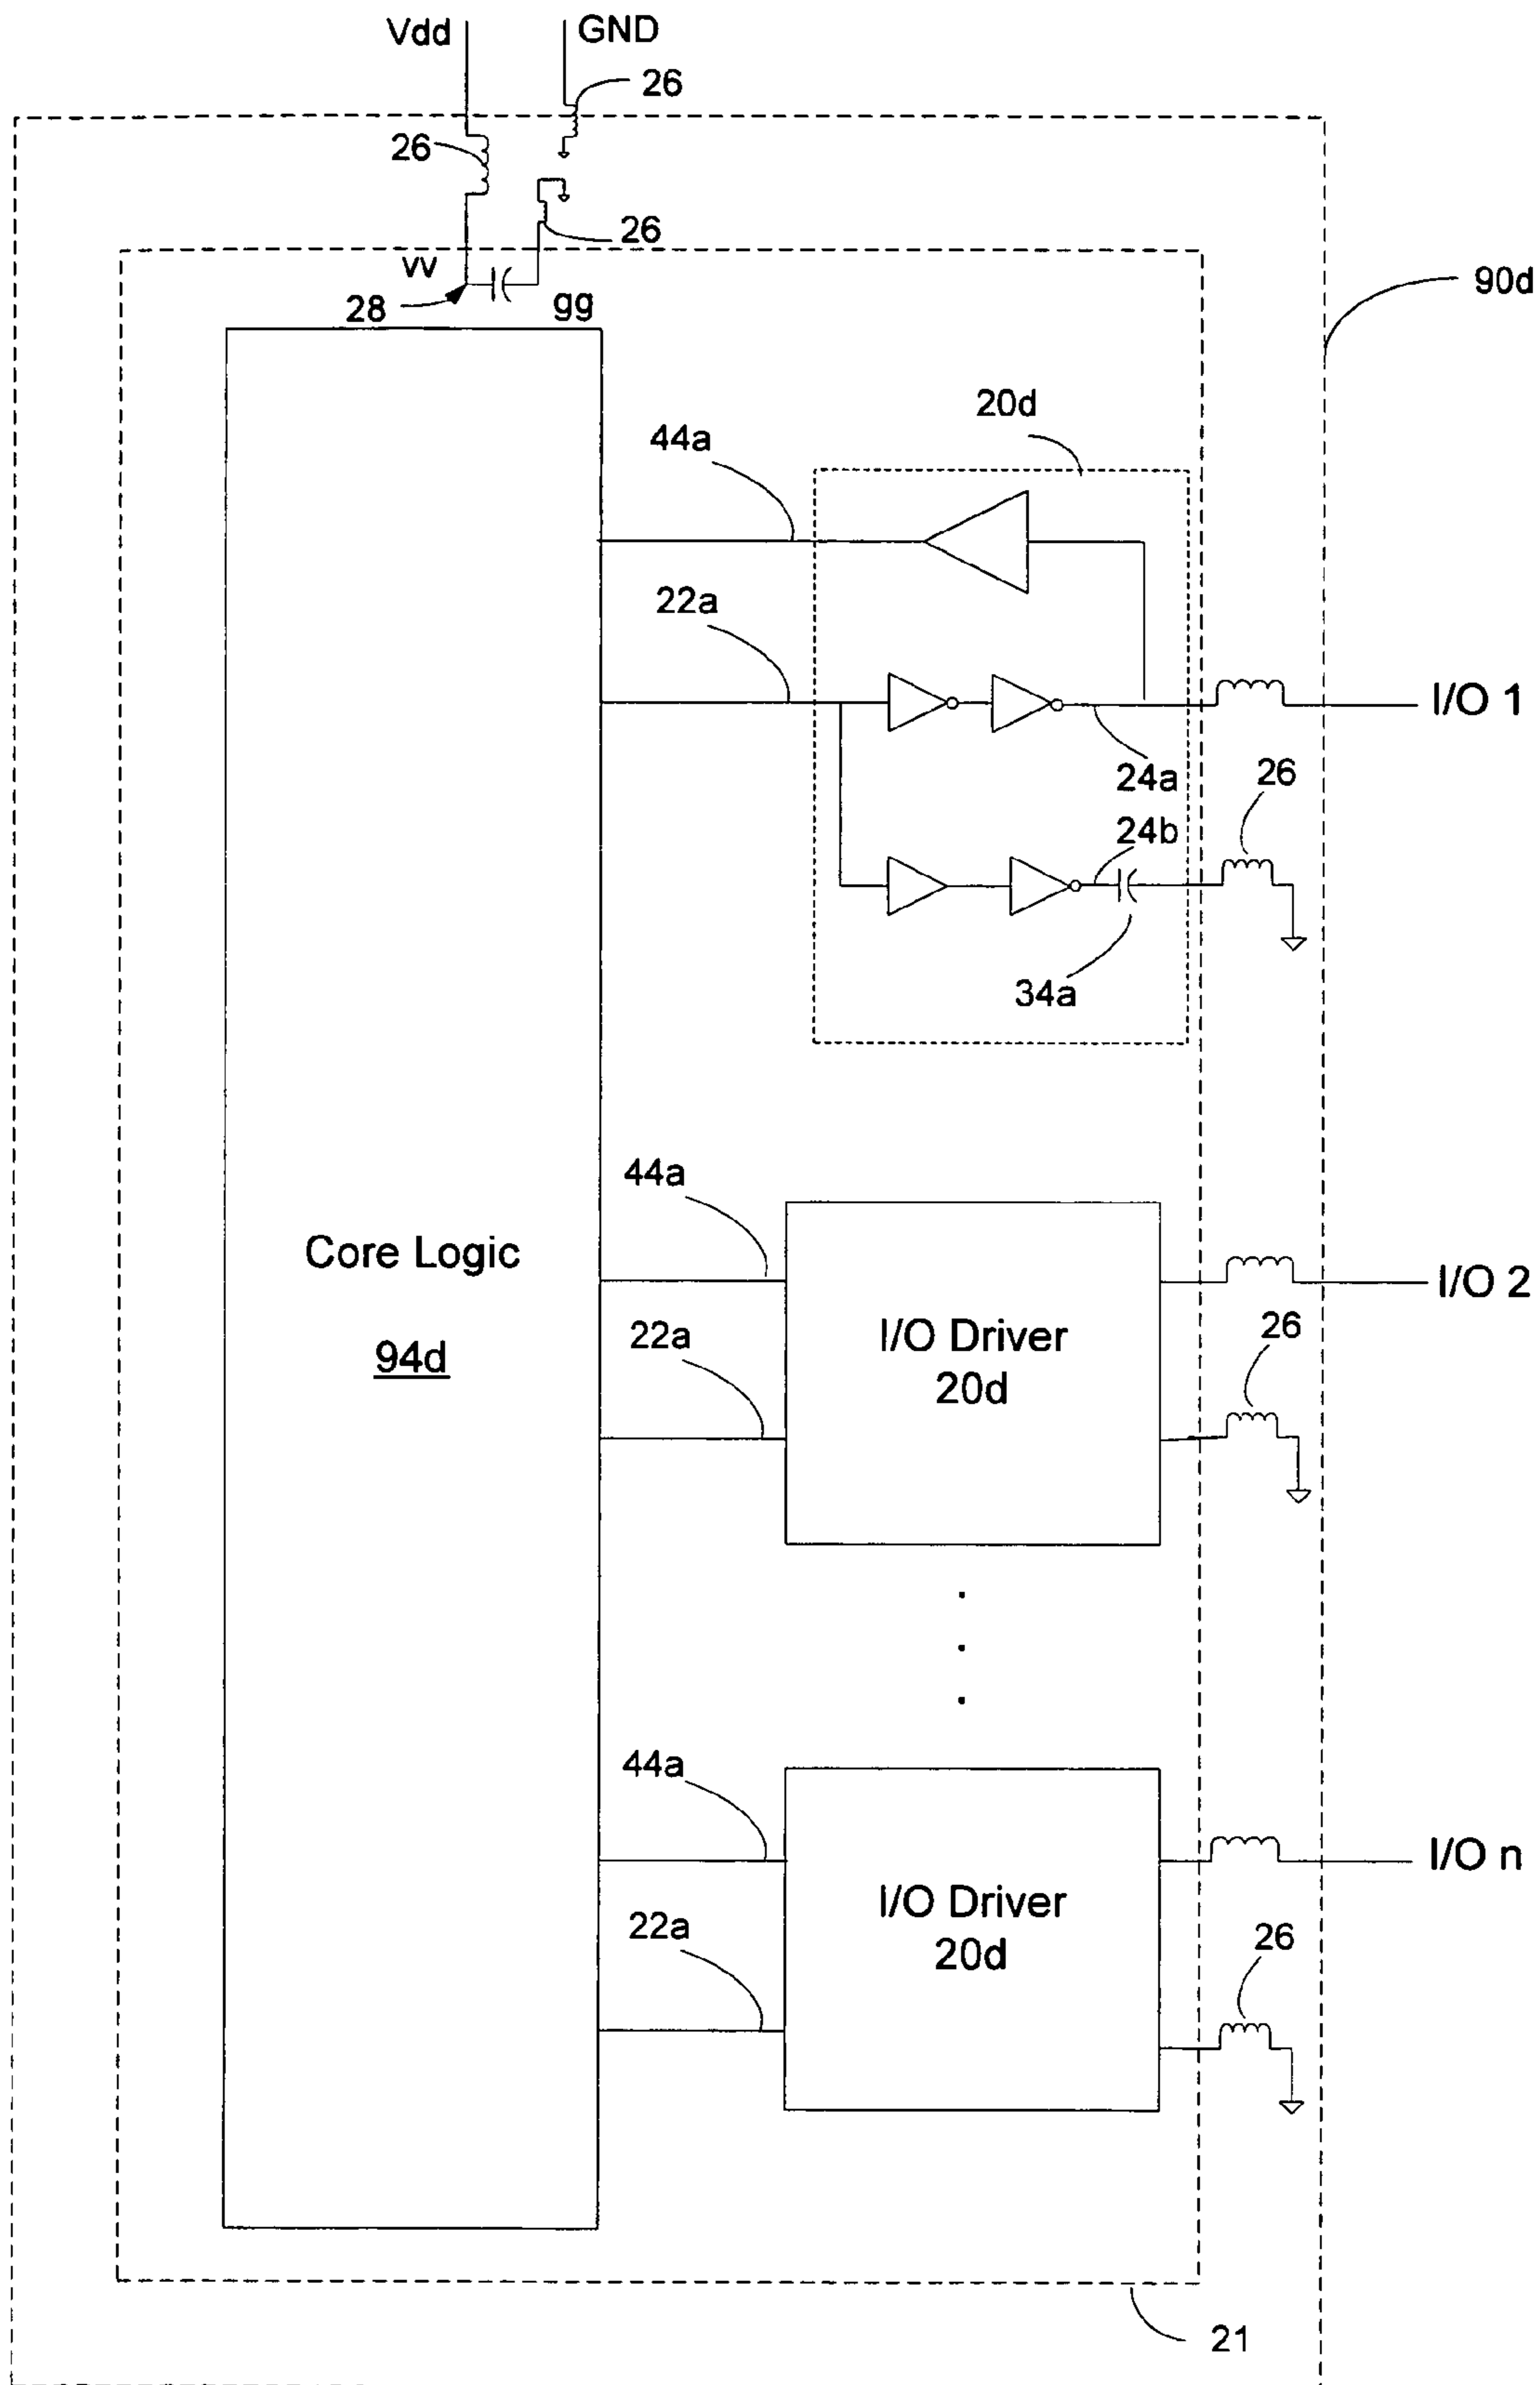 Vdd
GND
26
26
26
vv
28
gg
90d
20d
44a
22a
I/O 1
24a
26
24b
34a
44a
Core Logic
94d
22a
I/O Driver
20d
I/O 2
26
44a
22a
I/O Driver
20d
I/O n
26
21